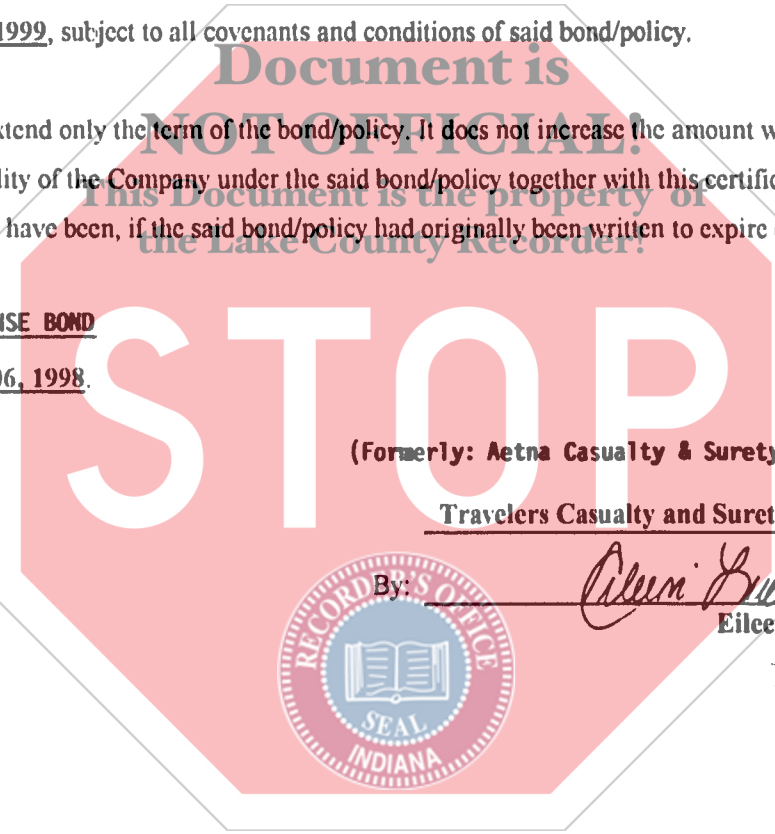 1999, subject to all covenants and conditions of said bond/policy.
Document is
NOT OFFICIAL!
xtend only the term of the bond/policy. It does not increase the amount w
This Document is the property of
lity of the Company under the said bond/policy together with this certific
the Lake County Recorder!
have been, if the said bond/policy had originally been written to expire
NSE BOND
06, 1998.
STOP
(Formerly: Aetna Casualty & Surety
Travelers Casualty and Suret
By:
Eilee
RECORDER'S OFFICE
SEAL
INDIANA